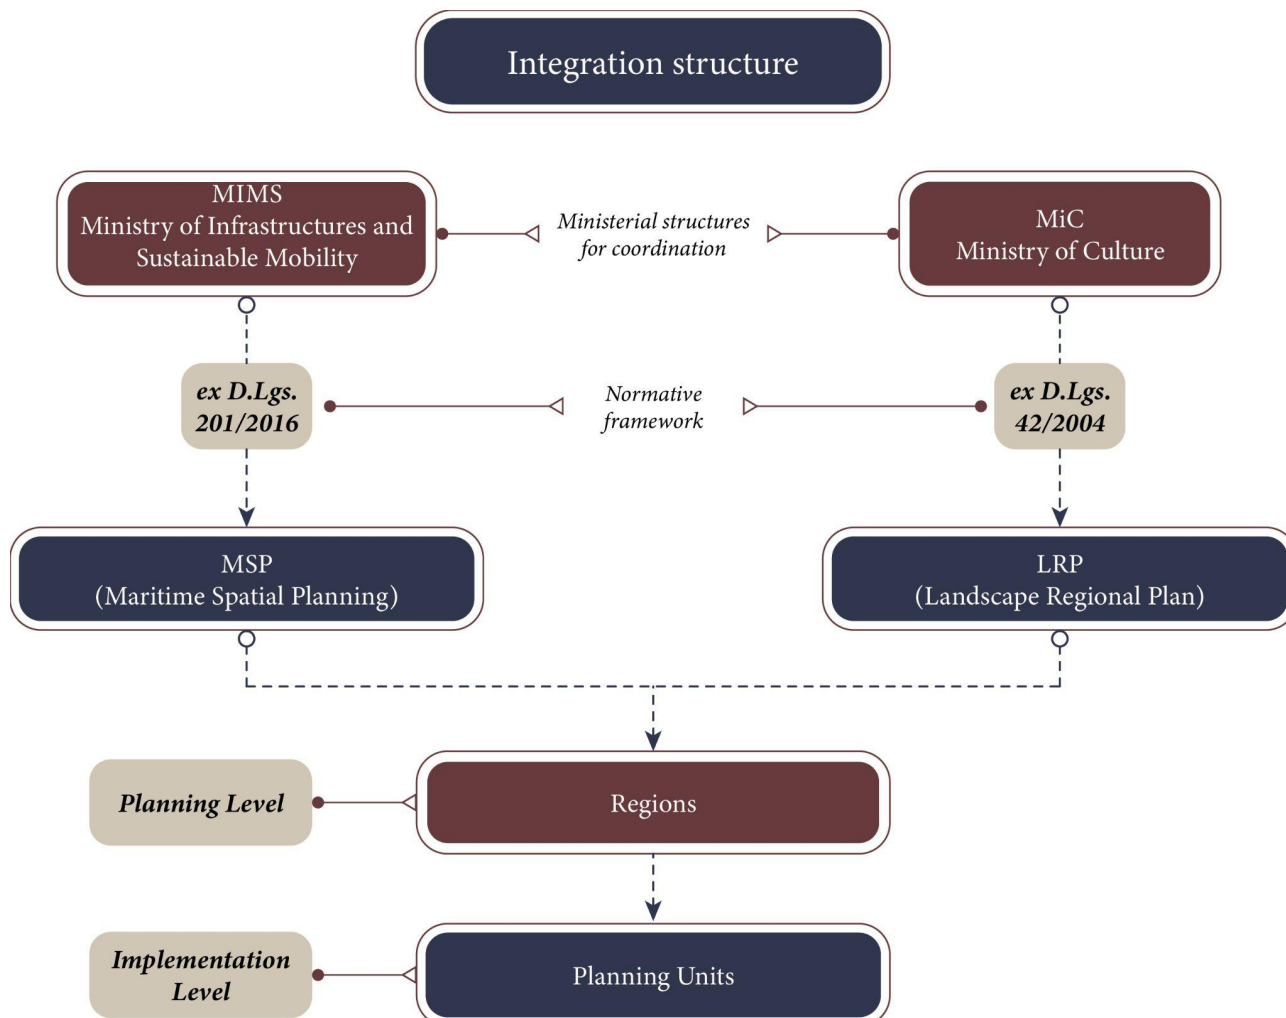 Integration structure
MIMS
Ministry of Infrastructures and
Sustainable Mobility
Ministerial structures
for coordination
MiC
Ministry of Culture
ex D.Lgs.
201/2016
Normative
framework
ex D.Lgs.
42/2004
MSP
(Maritime Spatial Planning)
LRP
(Landscape Regional Plan)
Planning Level
Regions
Implementation
Level
Planning Units